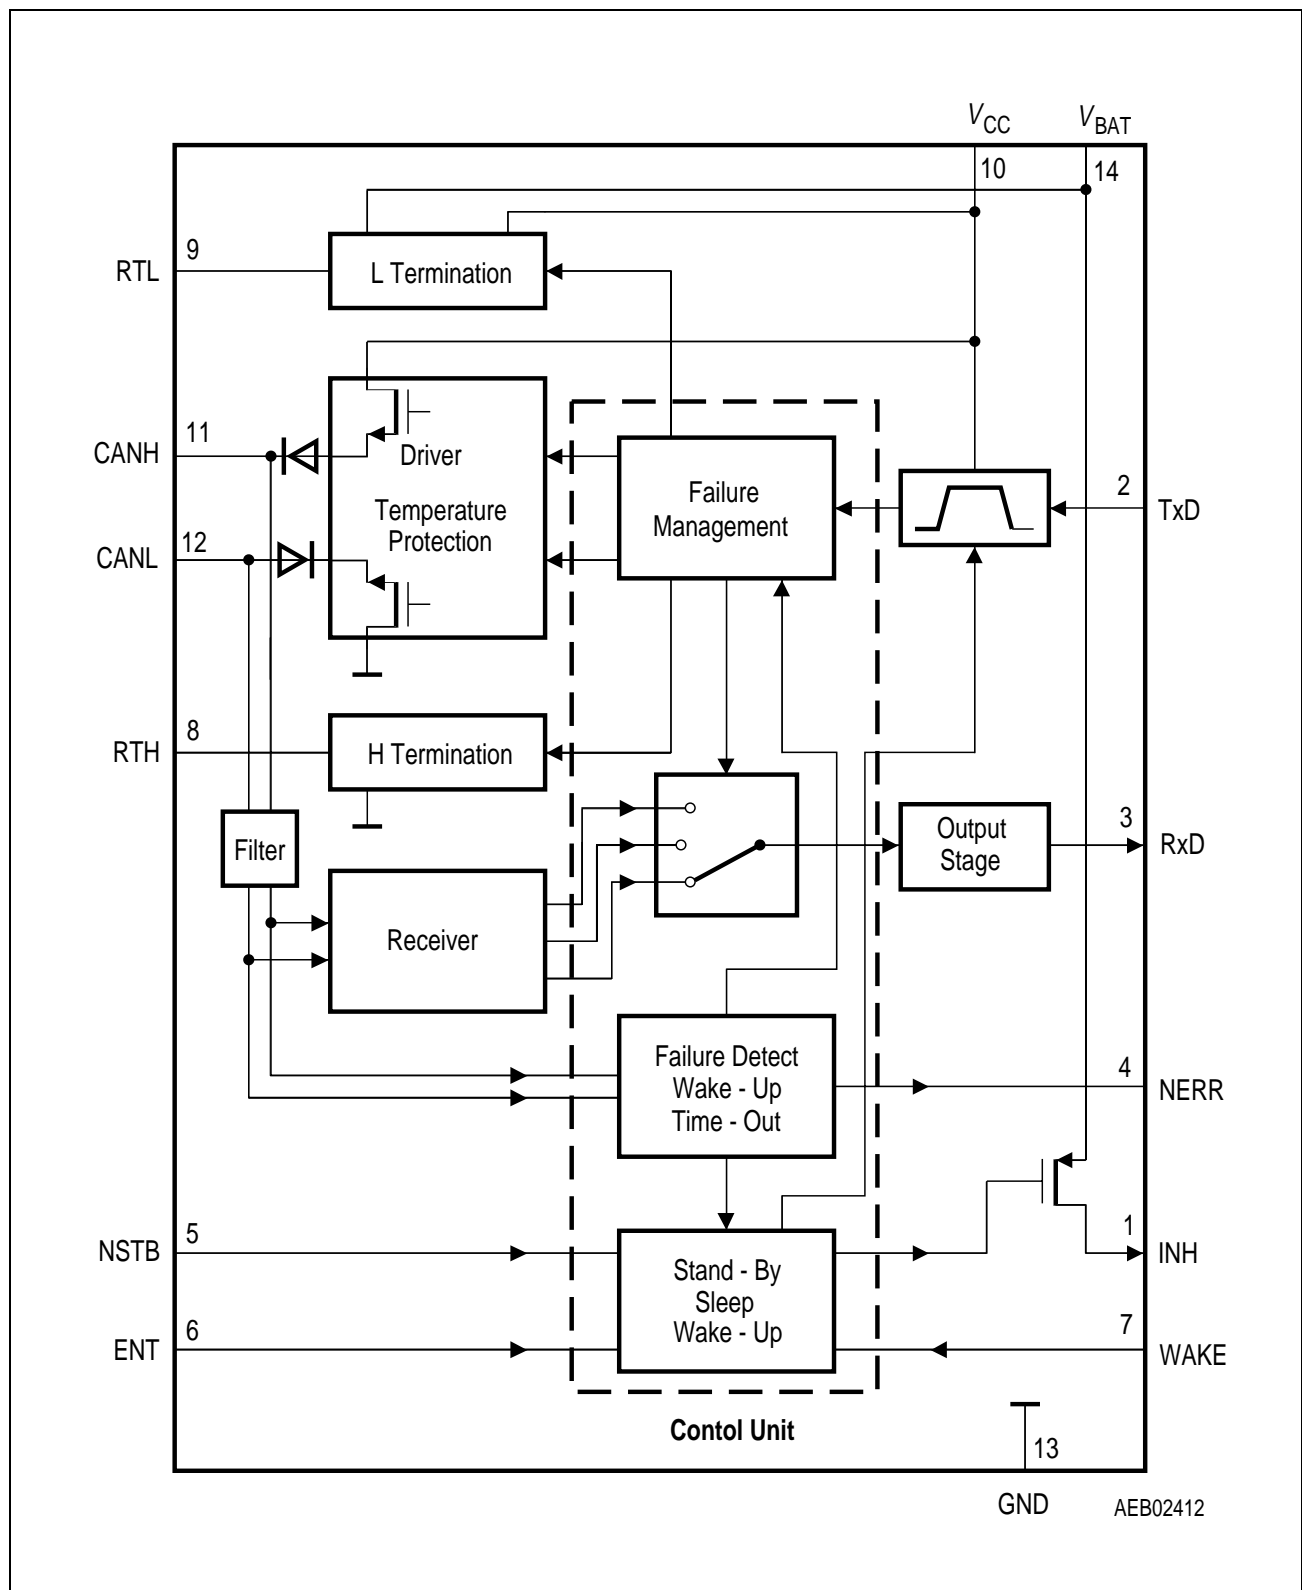 VCC
VBAT
10
14
9
RTL
L Termination
11
CANH
Driver
Temperature
Protection
12
CANL
Failure
Management
2
TxD
8
RTH
H Termination
Filter
Receiver
Output
Stage
3
RxD
Failure Detect
Wake - Up
Time - Out
4
NERR
5
NSTB
Stand - By
Sleep
Wake - Up
1
INH
6
ENT
7
WAKE
Contol Unit
13
GND
AEB02412